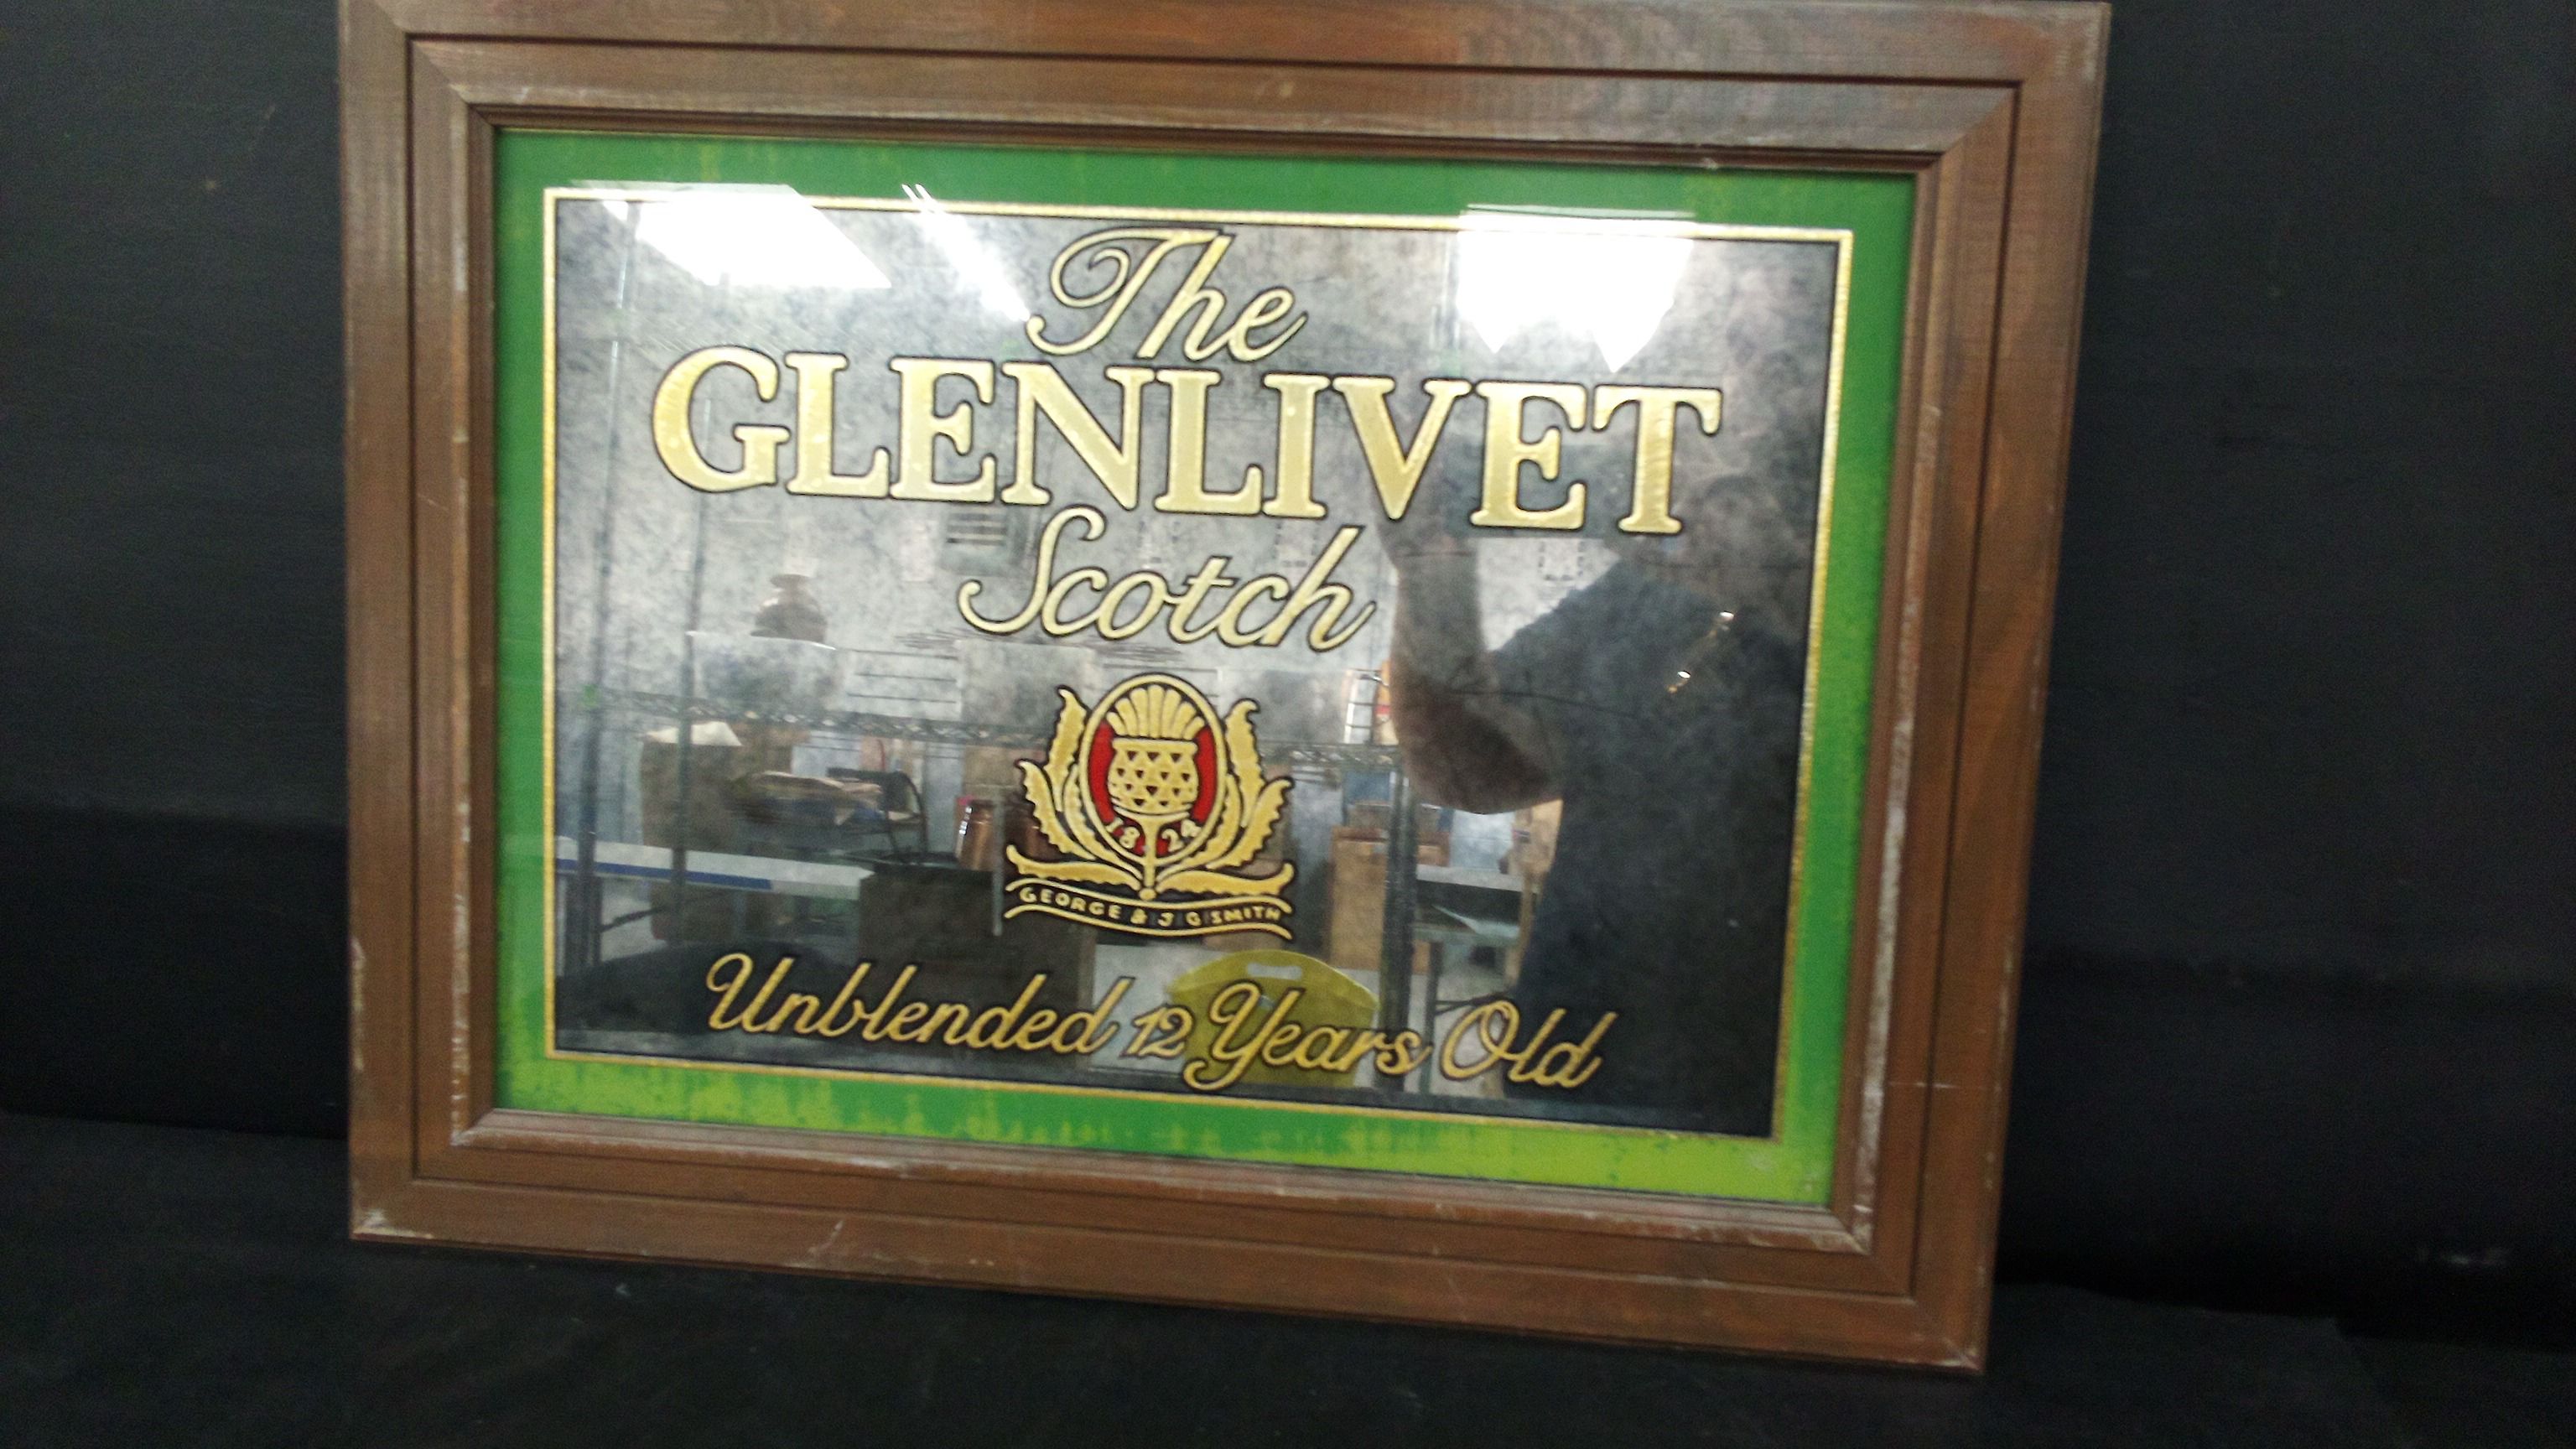 The
GLENLIVET
Scotch
1824
GEORGE & J G SMITH
Unblended 12 Years Old